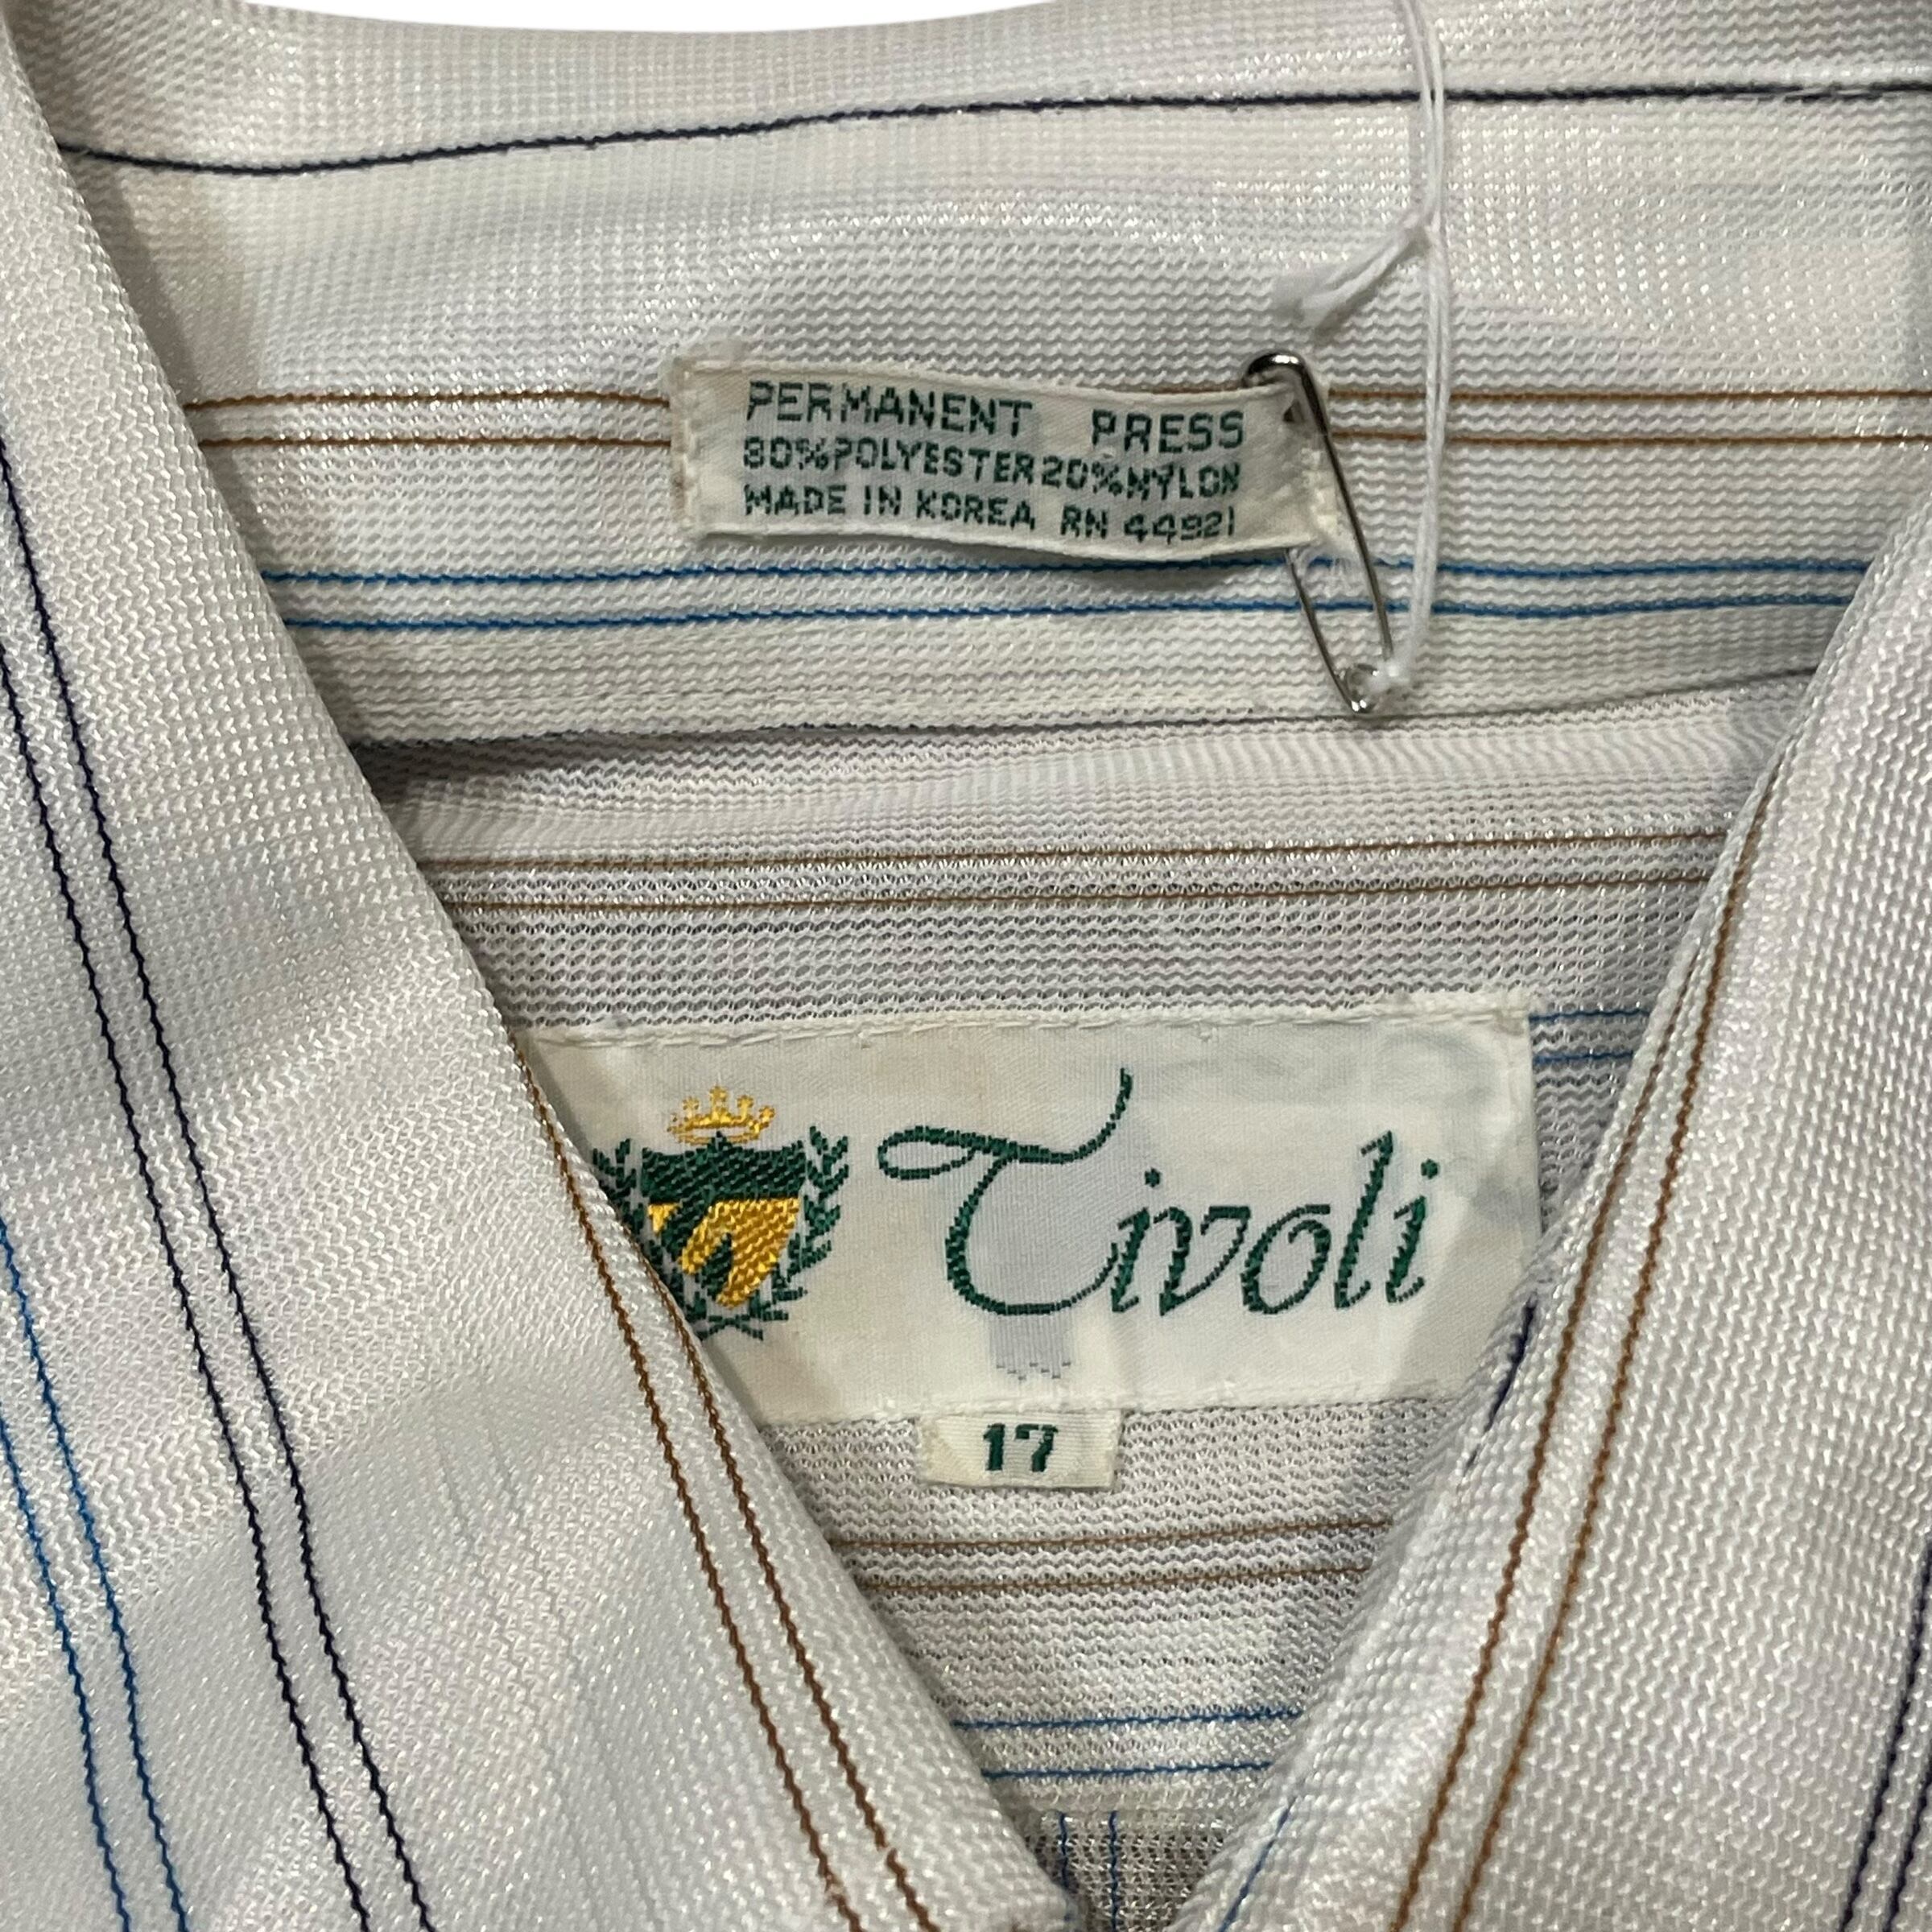 PERMANENT PRESS
80%POLYESTER20%NYLON
MADE IN KOREA RN 44921
Tivoli
17